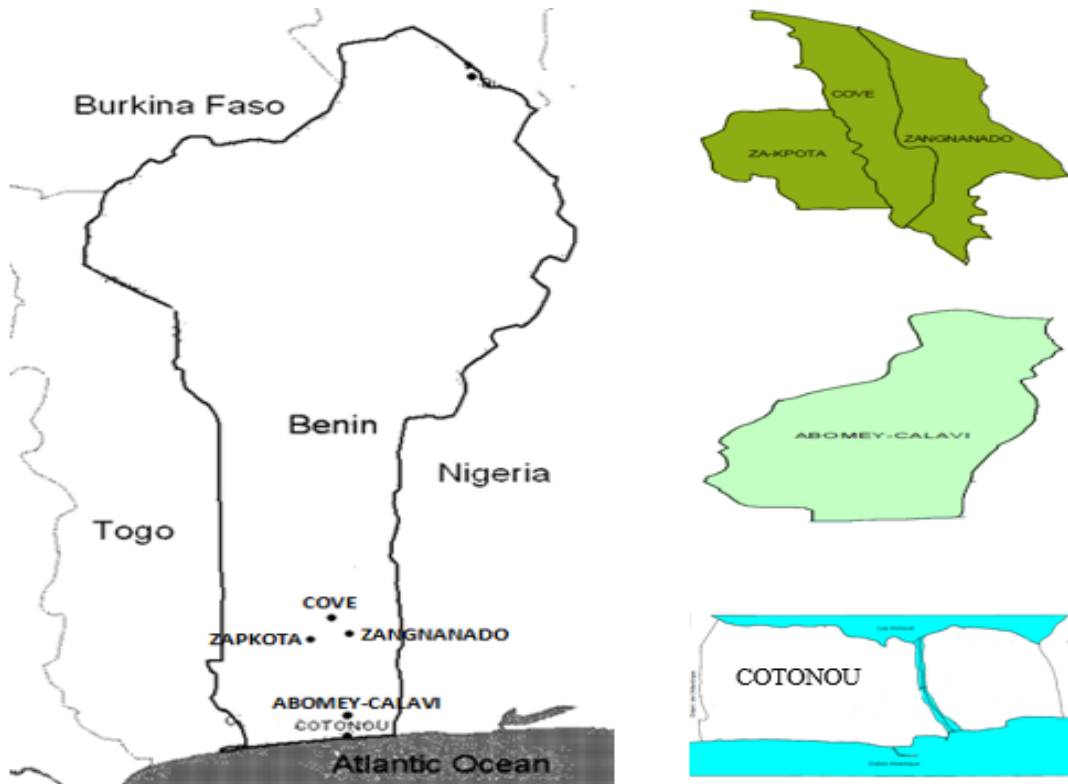 Burkina Faso
Benin
Nigeria
Togo
COVE
ZAPKOTA
ZANGNANADO
ABOMEY-CALAVI
COTONOU
Atlantic Ocean
COVE
ZANGNANADO
ZA-KPOTA
ABOMEY-CALAVI
COTONOU